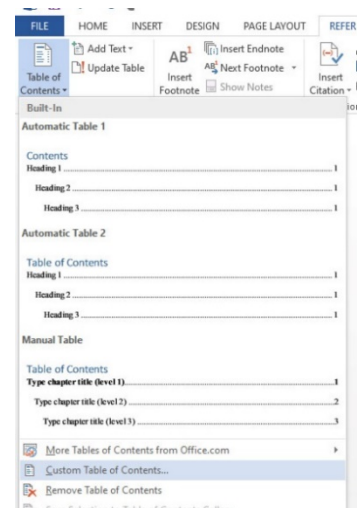 FILE HOME INSERT DESIGN PAGE LAYOUT REFER
Table of Contents
Add Text
Update Table
AB1
Insert Footnote
Insert Endnote
AB Next Footnote
Show Notes
Insert Citation
Built-In
Automatic Table 1
Contents
Heading 1 1
Heading 2 1
Heading 3 1
Automatic Table 2
Table of Contents
Heading 1 1
Heading 2 1
Heading 3 1
Manual Table
Table of Contents
Type chapter title (level 1) 1
Type chapter title (level 2) 2
Type chapter title (level 3) 3
More Tables of Contents from Office.com
Custom Table of Contents...
Remove Table of Contents